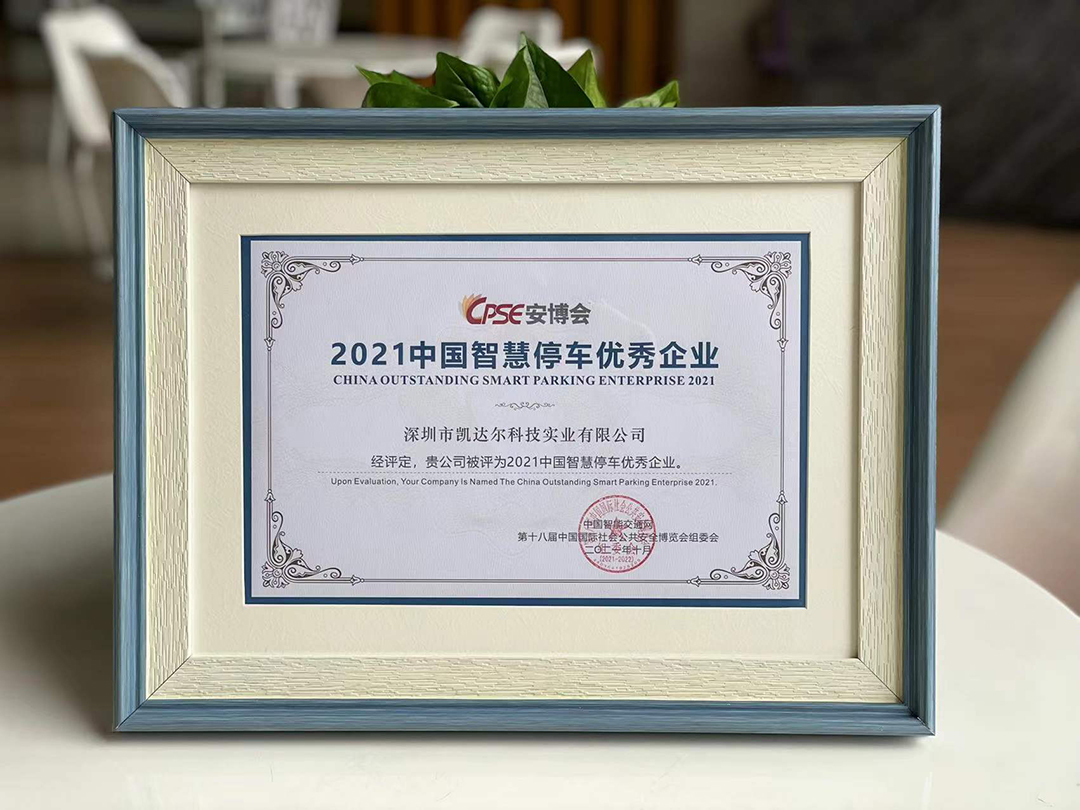 CPSE安博会
2021中国智慧停车优秀企业
CHINA OUTSTANDING SMART PARKING ENTERPRISE 2021
深圳市凯达尔科技实业有限公司
经评定，贵公司被评为2021中国智慧停车优秀企业。
Upon Evaluation, Your Company Is Named The China Outstanding Smart Parking Enterprise 2021.
中国智能交通网
第十八届中国国际社会公共安全博览会组委会
二〇二一年十月
(2021-2022)